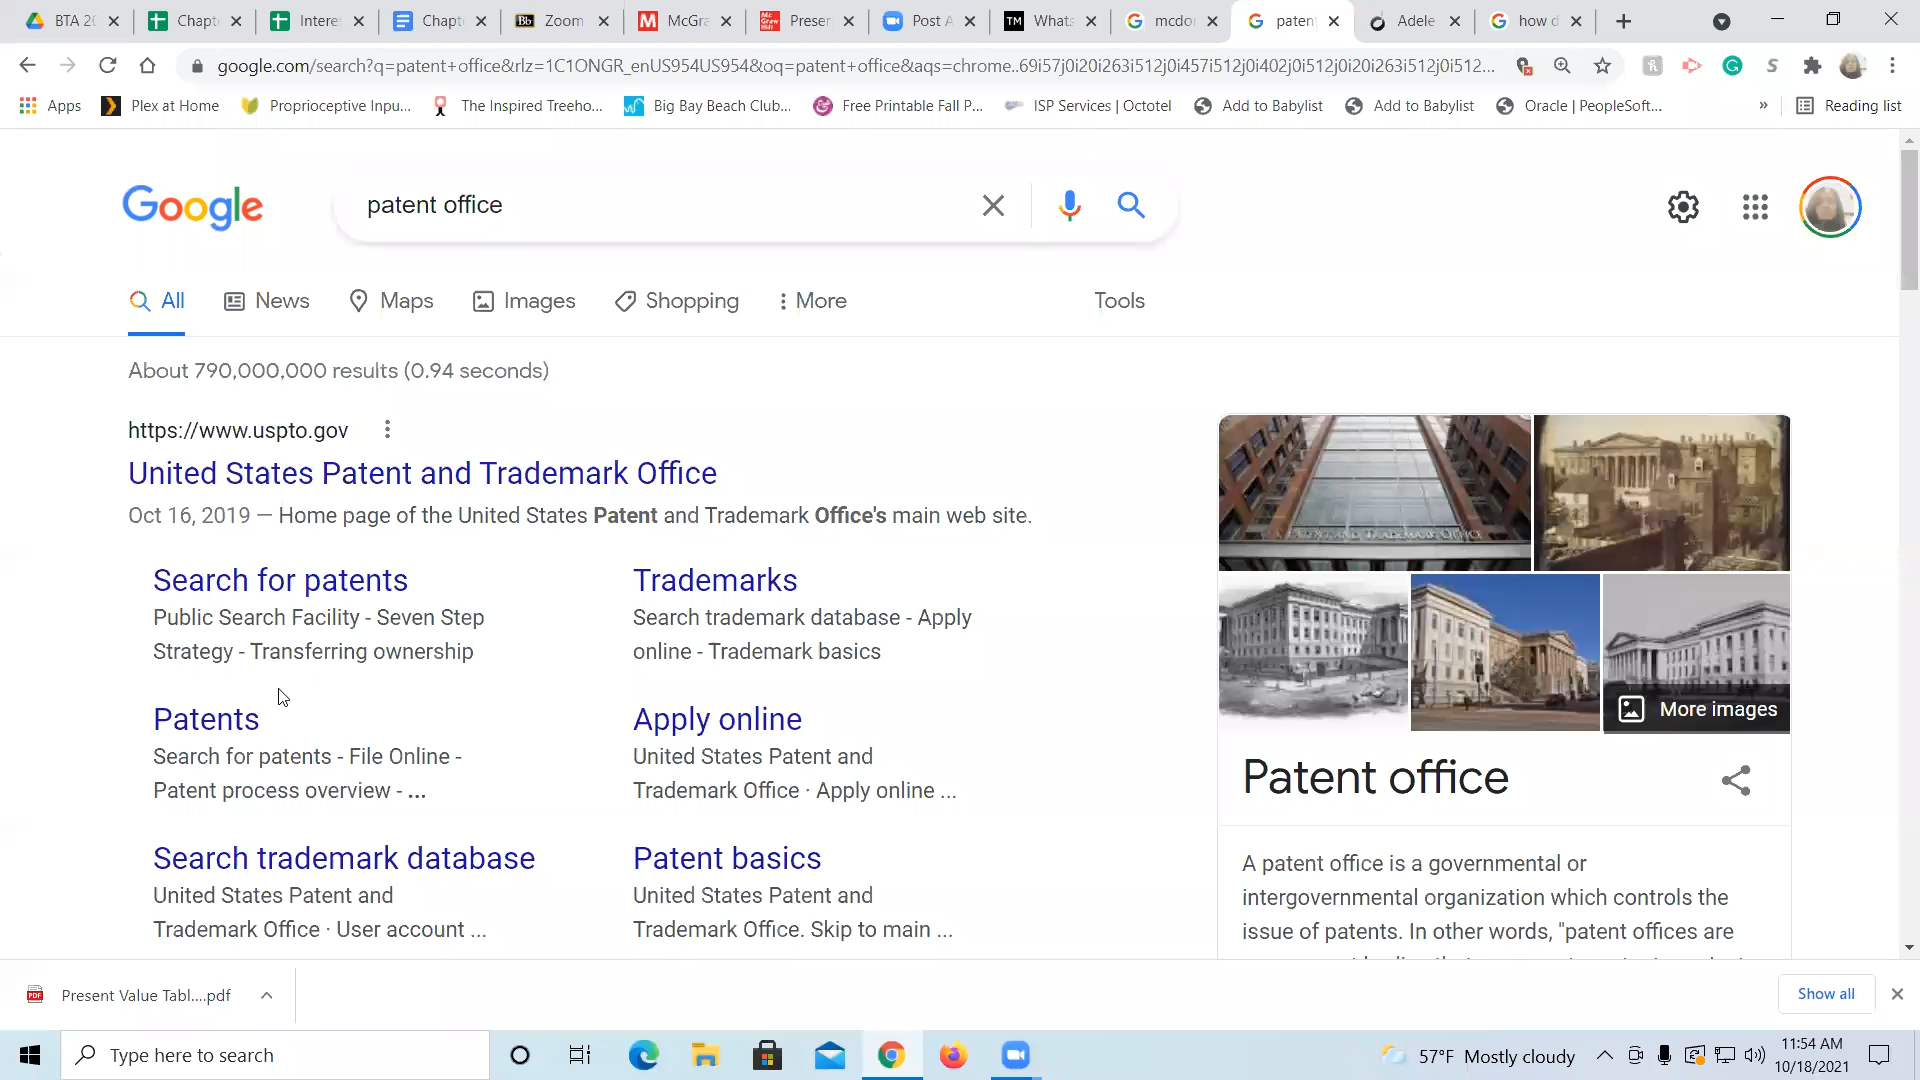 BTA 20
Chapt
Intere
Chapt
Bb Zoom
McGra
Presen
Post A
TM Whats
mcdo
paten
Adele
how d
google.com/search?q=patent+office&rlz=1C1ONGR_enUS954US954&oq=patent+office&aqs=chrome..69i57j0i20i263i512j0i457i512j0i402j0i512j0i20i263i512j0i512...
Apps
Plex at Home
Proprioceptive Inpu...
The Inspired Treeho...
Big Bay Beach Club...
Free Printable Fall P...
ISP Services | Octotel
Add to Babylist
Add to Babylist
Oracle | PeopleSoft...
»
Reading list
Google
patent office
All
News
Maps
Images
Shopping
More
Tools
About 790,000,000 results (0.94 seconds)
https://www.uspto.gov
United States Patent and Trademark Office
Oct 16, 2019 — Home page of the United States Patent and Trademark Office's main web site.
Search for patents
Public Search Facility - Seven Step
Strategy - Transferring ownership
Trademarks
Search trademark database - Apply
online - Trademark basics
Patents
Search for patents - File Online -
Patent process overview - ...
Apply online
United States Patent and
Trademark Office · Apply online ...
Search trademark database
United States Patent and
Trademark Office · User account ...
Patent basics
United States Patent and
Trademark Office. Skip to main ...
More images
Patent office
A patent office is a governmental or
intergovernmental organization which controls the
issue of patents. In other words, "patent offices are
PDF
Present Value Tabl....pdf
Show all
Type here to search
57°F Mostly cloudy
11:54 AM
10/18/2021